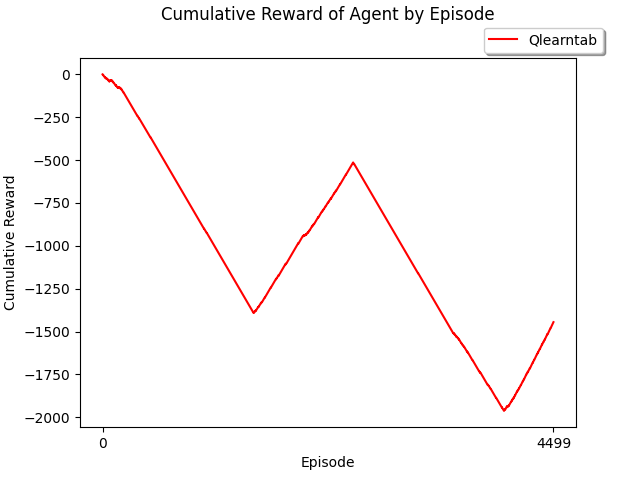 Cumulative Reward of Agent by Episode
Qlearntab
0
−250
−500
−750
−1000
−1250
−1500
−1750
−2000
Cumulative Reward
0 4499
Episode